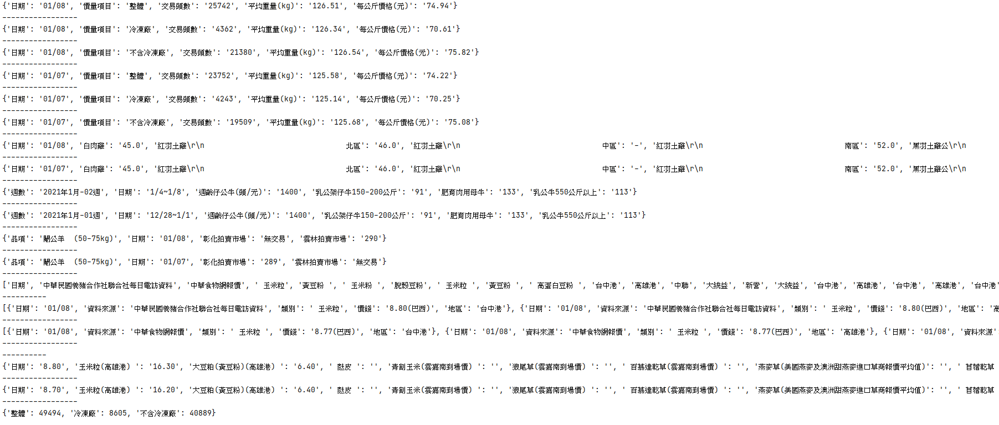 {'日期': '01/08', '價量項目': '整體', '交易頭數': '25742', '平均重量(kg)': '126.51', '每公斤價格(元)': '74.94'}
-----------------
{'日期': '01/08', '價量項目': '冷凍廠', '交易頭數': '4362', '平均重量(kg)': '126.34', '每公斤價格(元)': '70.61'}
-----------------
{'日期': '01/08', '價量項目': '不含冷凍廠', '交易頭數': '21380', '平均重量(kg)': '126.54', '每公斤價格(元)': '75.82'}
-----------------
{'日期': '01/07', '價量項目': '整體', '交易頭數': '23752', '平均重量(kg)': '125.58', '每公斤價格(元)': '74.22'}
-----------------
{'日期': '01/07', '價量項目': '冷凍廠', '交易頭數': '4243', '平均重量(kg)': '125.14', '每公斤價格(元)': '70.25'}
-----------------
{'日期': '01/07', '價量項目': '不含冷凍廠', '交易頭數': '19509', '平均重量(kg)': '125.68', '每公斤價格(元)': '75.08'}
-----------------
{'日期': '01/08', '白肉雞': '45.0', '紅羽土雞\r\n                                北區': '46.0', '紅羽土雞\r\n                                中區': '-', '紅羽土雞\r\n                                南區': '52.0', '黑羽土雞公\r\n
-----------------
{'日期': '01/07', '白肉雞': '45.0', '紅羽土雞\r\n                                北區': '46.0', '紅羽土雞\r\n                                中區': '-', '紅羽土雞\r\n                                南區': '52.0', '黑羽土雞公\r\n
-----------------
{'週數': '2021年1月-02週', '日期': '1/4~1/8', '週齡仔公牛(頭/元)': '1400', '乳公架仔牛150-200公斤': '91', '肥育肉用母牛': '133', '乳公牛550公斤以上': '113'}
-----------------
{'週數': '2021年1月-01週', '日期': '12/28~1/1', '週齡仔公牛(頭/元)': '1400', '乳公架仔牛150-200公斤': '91', '肥育肉用母牛': '133', '乳公牛550公斤以上': '113'}
-----------------
{'品項': '閹公羊  (50-75kg)', '日期': '01/08', '彰化拍賣市場': '無交易', '雲林拍賣市場': '290'}
-----------------
{'品項': '閹公羊  (50-75kg)', '日期': '01/07', '彰化拍賣市場': '289', '雲林拍賣市場': '無交易'}
-----------------
['日期', '中華民國養豬合作社聯合社每日電訪資料', '中華食物網報價', ' 玉米粒', '黃豆粉 ', ' 玉米粉 ', '脫殼豆粉', ' 玉米粒 ', '黃豆粉 ', ' 高蛋白豆粉 ', '台中港', '高雄港', '中聯', '大統益', '新營', '大統益', '台中港', '高雄港', '台中港', '高雄港', '台中港'
----------
[{'日期': '01/08', '資料來源': '中華民國養豬合作社聯合社每日電訪資料', '類別': ' 玉米粒', '價錢': '8.80(巴西)', '地區': '台中港'}, {'日期': '01/08', '資料來源': '中華民國養豬合作社聯合社每日電訪資料', '類別': ' 玉米粒', '價錢': '8.80(巴西)', '地區': '高
-----------------
[{'日期': '01/08', '資料來源': '中華食物網報價', '類別': ' 玉米粒 ', '價錢': '8.77(巴西)', '地區': '台中港'}, {'日期': '01/08', '資料來源': '中華食物網報價', '類別': ' 玉米粒 ', '價錢': '8.77(巴西)', '地區': '高雄港'}, {'日期': '01/08', '資料來源'
-----------------
----------
{'日期': '8.80', '玉米粒(高雄港) ': '16.30', '大豆粕(黃豆粉)(高雄港) ': '6.40', ' 麩皮 ': '', '青割玉米(雲嘉南到場價) ': '', '狼尾草(雲嘉南到場價) ': '', ' 百慕達乾草(雲嘉南到場價) ': '', '燕麥草(美國燕麥及澳洲甜燕麥進口草商報價平均值)': '', ' 苜蓿乾草
-----------------
{'日期': '8.70', '玉米粒(高雄港) ': '16.20', '大豆粕(黃豆粉)(高雄港) ': '6.40', ' 麩皮 ': '', '青割玉米(雲嘉南到場價) ': '', '狼尾草(雲嘉南到場價) ': '', ' 百慕達乾草(雲嘉南到場價) ': '', '燕麥草(美國燕麥及澳洲甜燕麥進口草商報價平均值)': '', ' 苜蓿乾草
-----------------
{'整體': 49494, '冷凍廠': 8605, '不含冷凍廠': 40889}